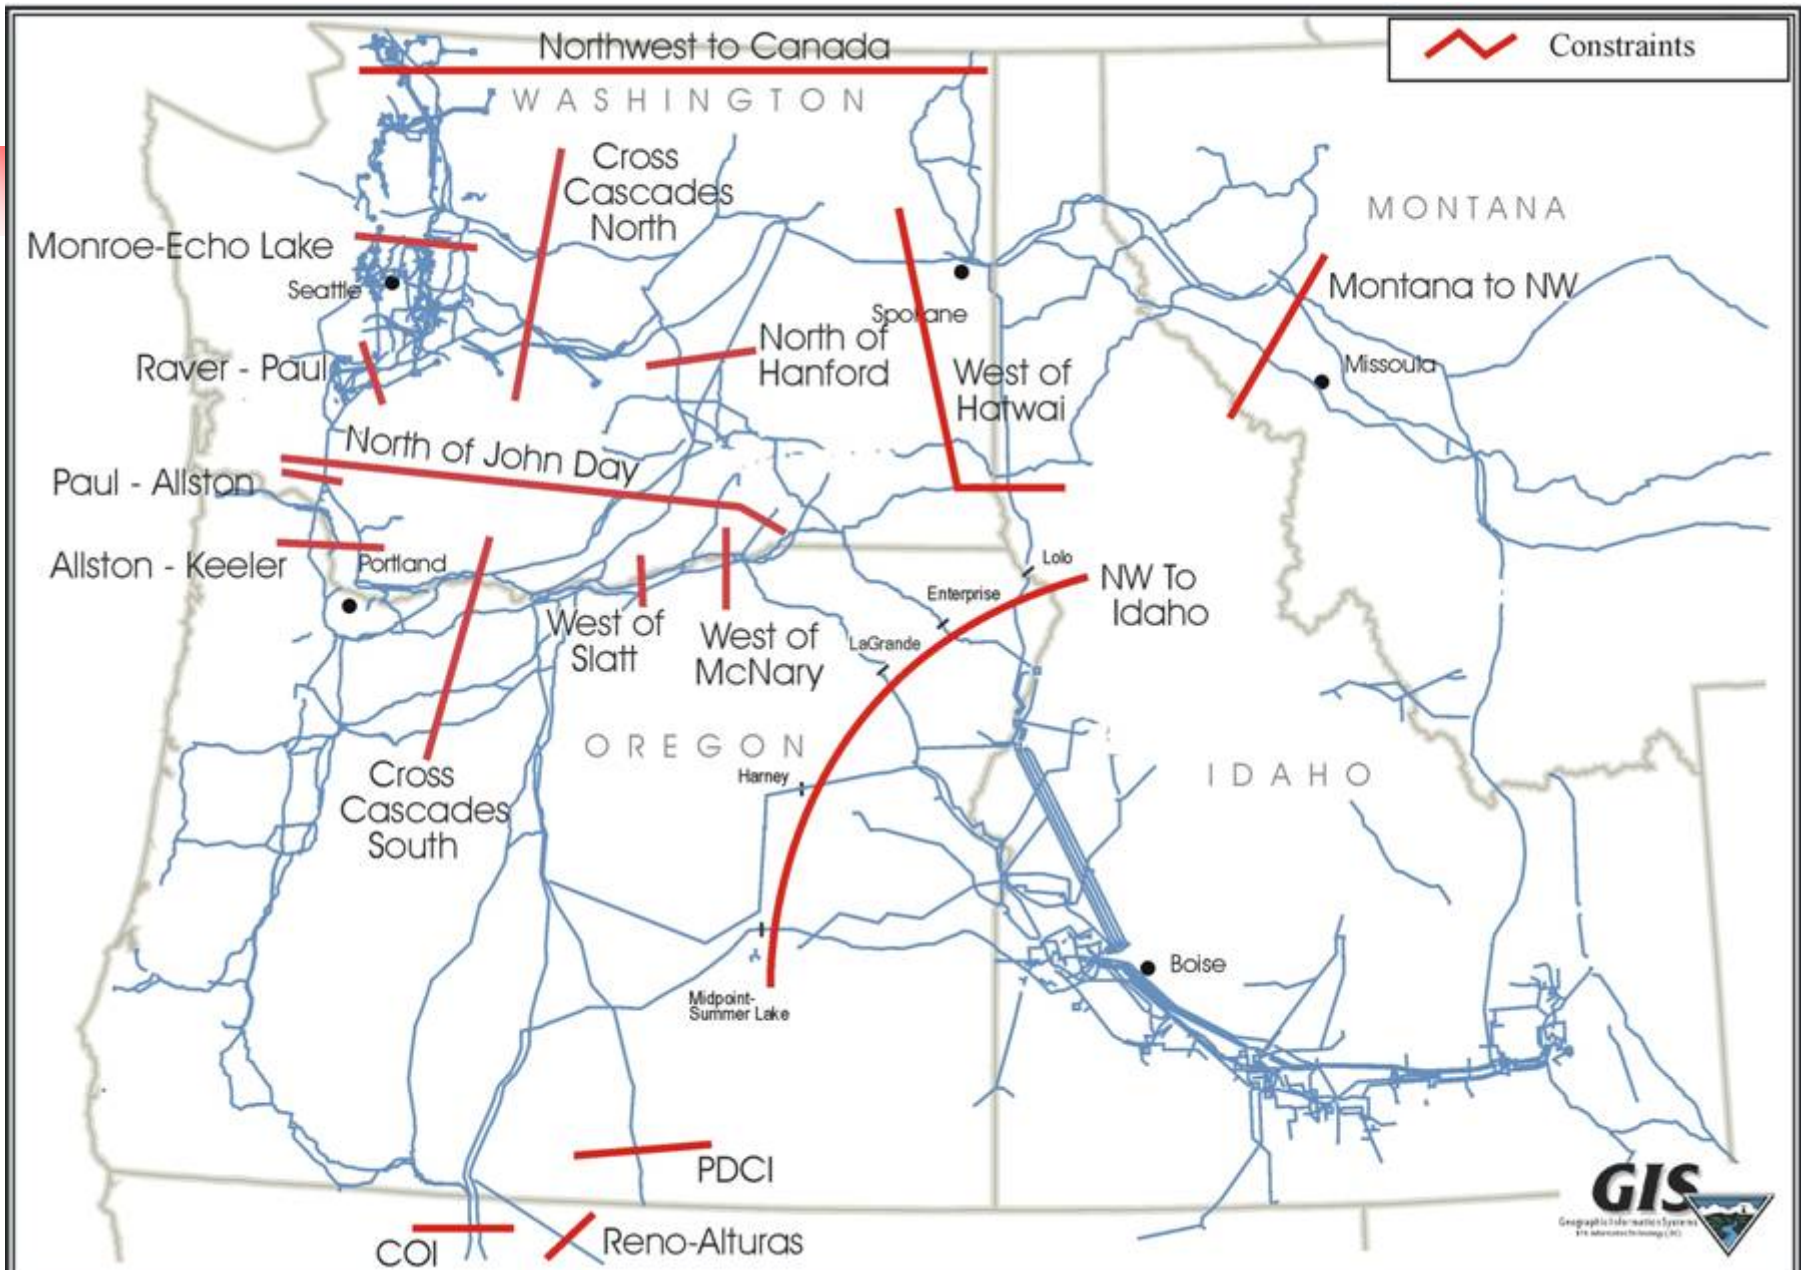 Northwest to Canada
Constraints
WASHINGTON
Cross
Cascades
North
MONTANA
Monroe-Echo Lake
Seattle
Montana to NW
Spokane
North of
Hanford
Raver - Paul
West of
Hatwai
Missoula
North of John Day
Paul - Allston
Allston - Keeler
Portland
Lolo
NW To
Idaho
Enterprise
West of
Slatt
West of
McNary
LaGrande
OREGON
Harney
IDAHO
Cross
Cascades
South
Boise
Midpoint-
Summer Lake
PDCI
GIS
Geographic Information Systems
COI
Reno-Alturas